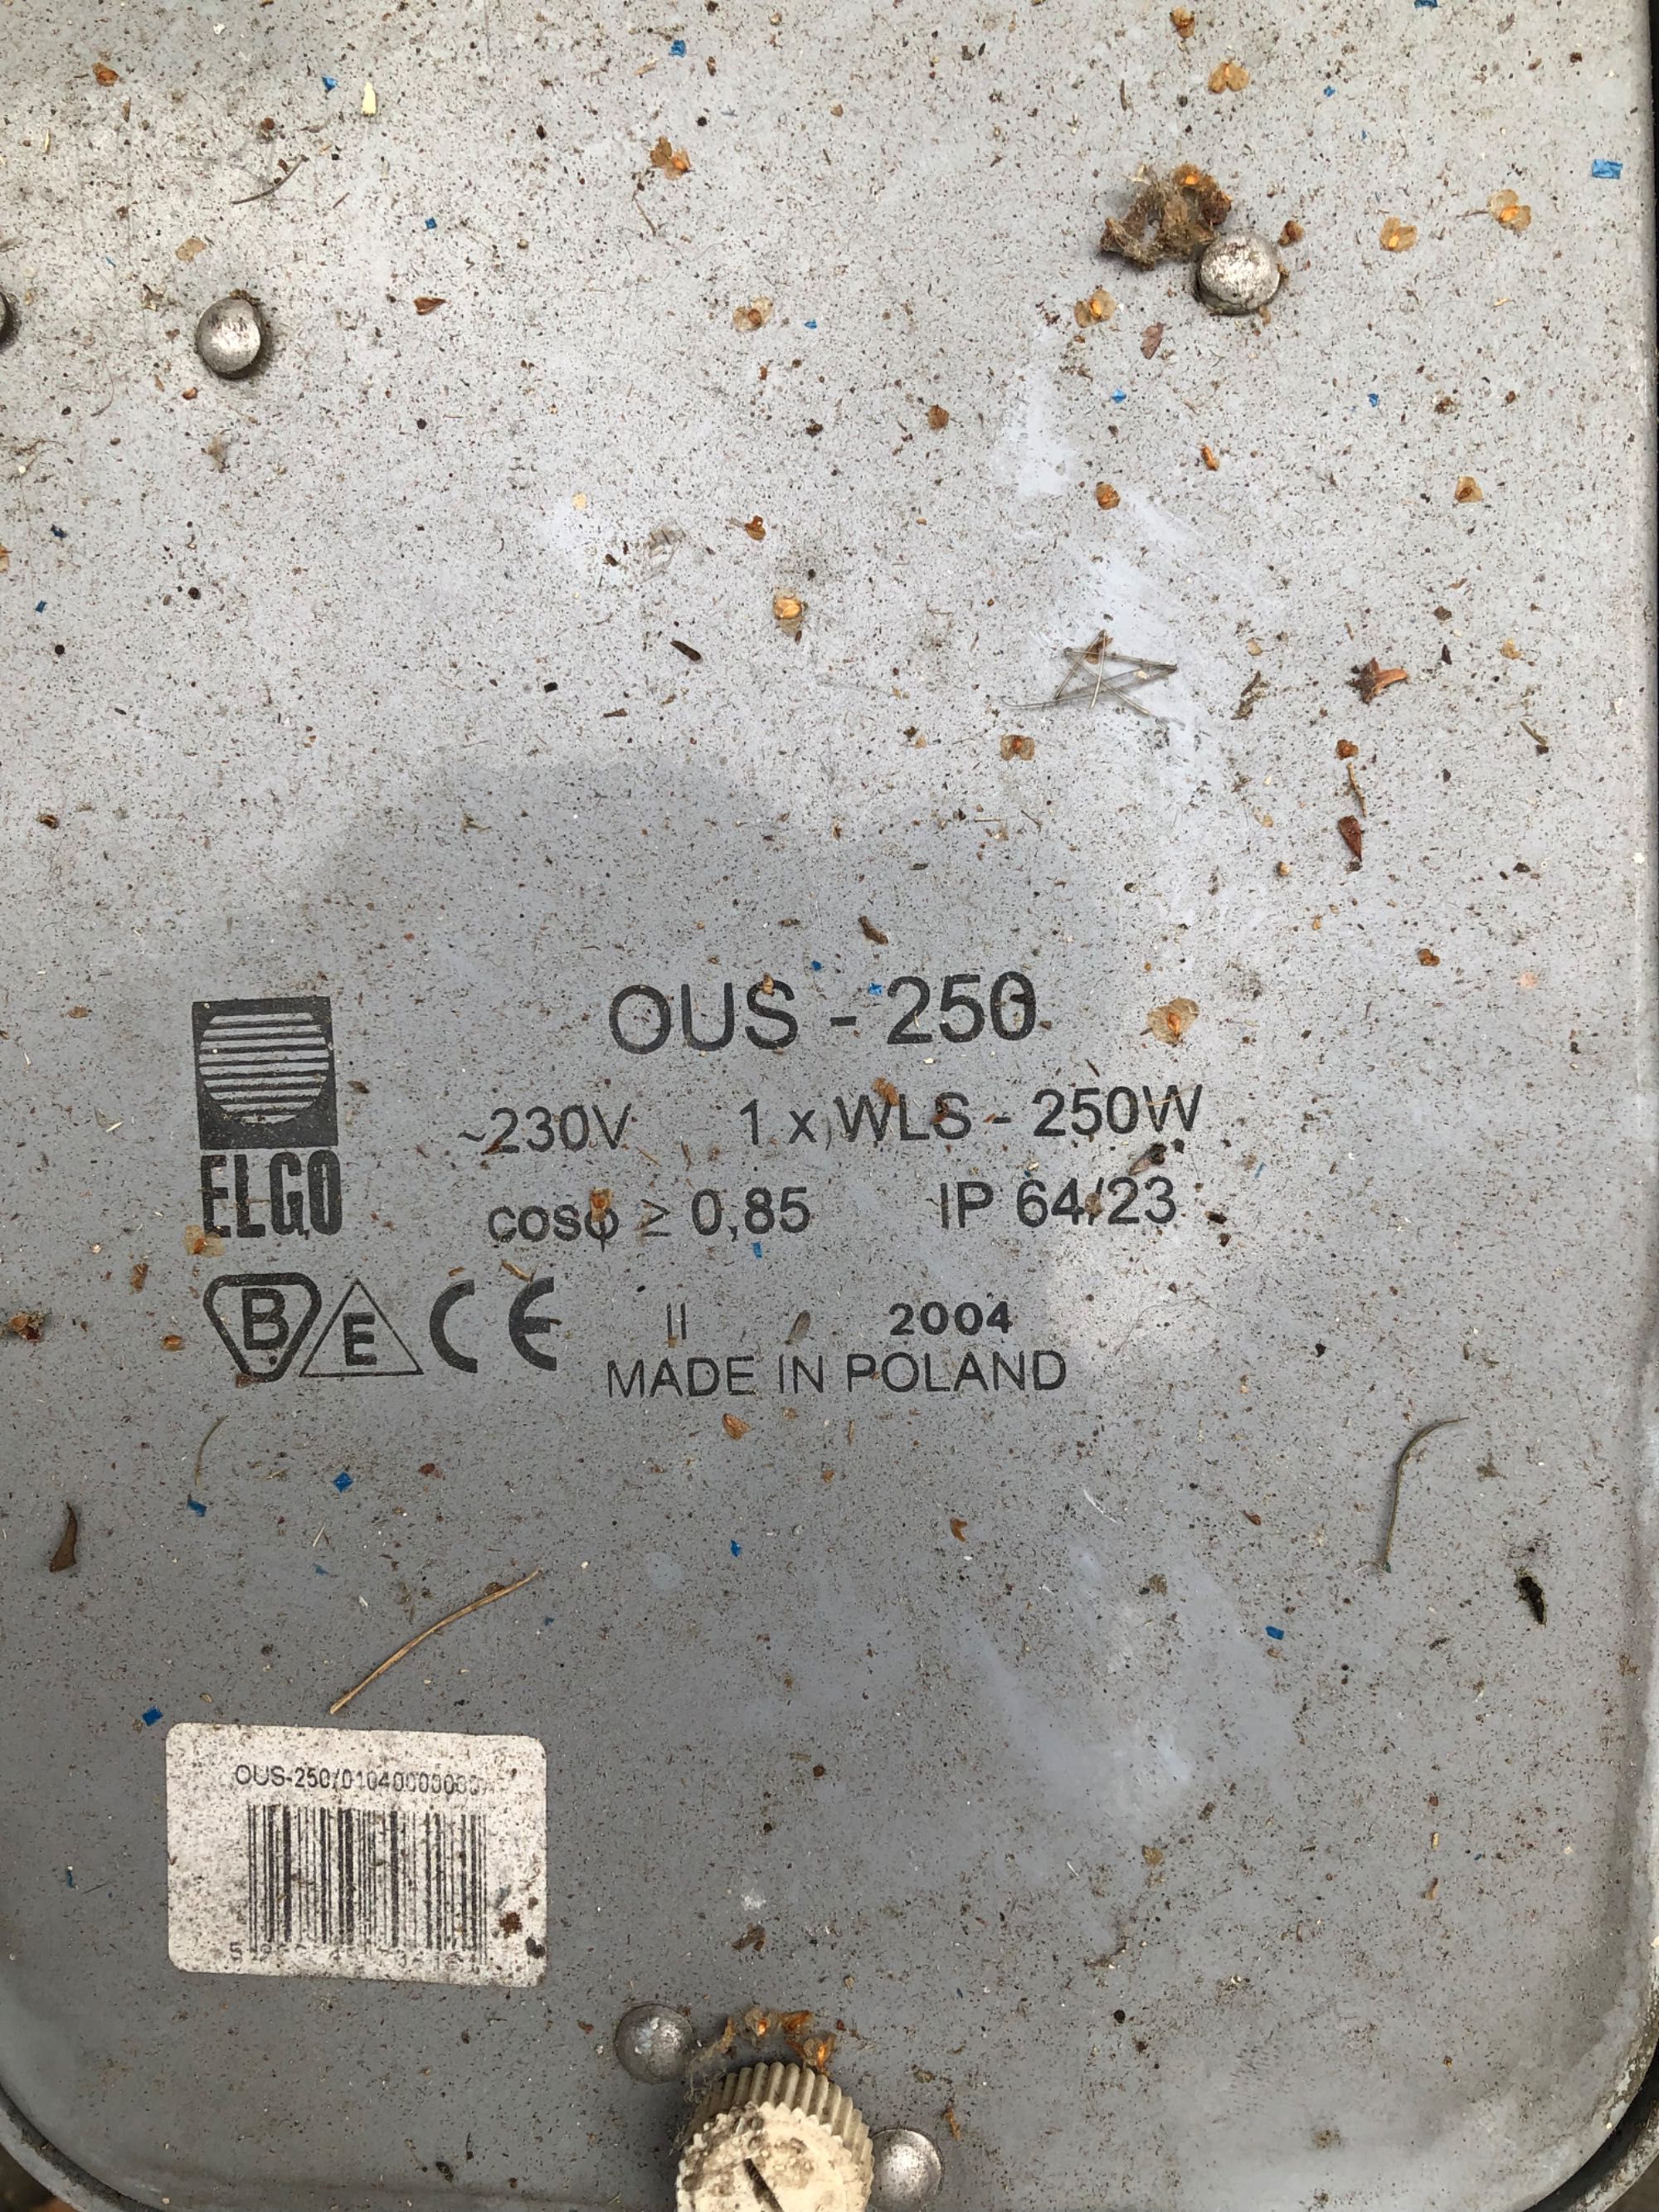 OUS - 250
ELGO
~230V 1 x WLS - 250W
cosφ ≥ 0,85 IP 64/23
B E CE II 2004
MADE IN POLAND